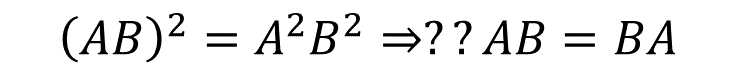 (AB)² = A²B² ⇒? ? AB = BA